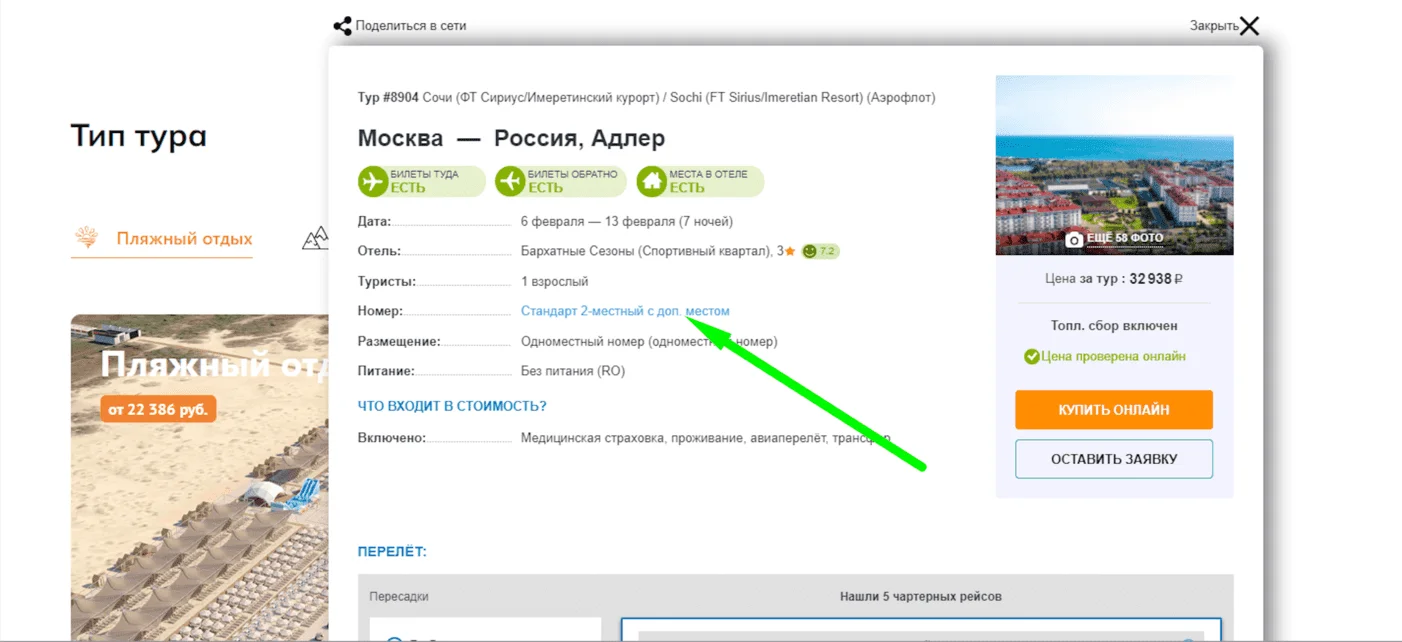 Поделиться в сети
Закрыть
Тип тура
Пляжный отдых
Пляжный от
от 22 386 руб.
Тур #8904 Сочи (ФТ Сириус/Имеретинский курорт) / Sochi (FT Sirius/Imeretian Resort) (Аэрофлот)
Москва — Россия, Адлер
БИЛЕТЫ ТУДА
ЕСТЬ
БИЛЕТЫ ОБРАТНО
ЕСТЬ
МЕСТА В ОТЕЛЕ
ЕСТЬ
Дата: 6 февраля — 13 февраля (7 ночей)
Отель: Бархатные Сезоны (Спортивный квартал), 3 7.2
Туристы: 1 взрослый
Номер: Стандарт 2-местный с доп. местом
Размещение: Одноместный номер (одноместный номер)
Питание: Без питания (RO)
ЧТО ВХОДИТ В СТОИМОСТЬ?
Включено: Медицинская страховка, проживание, авиаперелёт, трансфер
ЕЩЁ 58 ФОТО
Цена за тур : 32 938 ₽
Топл. сбор включен
Цена проверена онлайн
КУПИТЬ ОНЛАЙН
ОСТАВИТЬ ЗАЯВКУ
ПЕРЕЛЁТ:
Пересадки
Нашли 5 чартерных рейсов